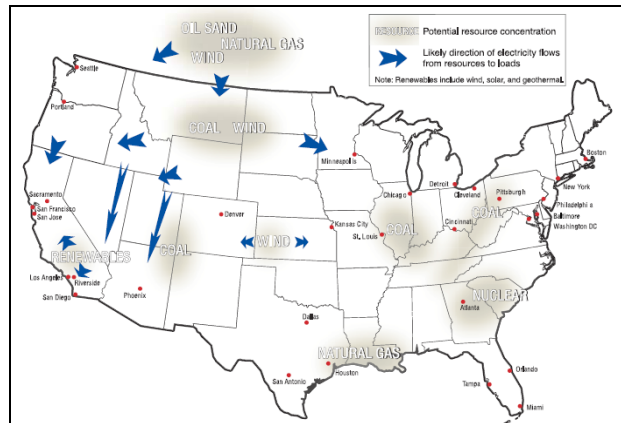 OIL SAND
NATURAL GAS
WIND
RESOURCE Potential resource concentration
Likely direction of electricity flows
from resources to loads
Note: Renewables include wind, solar, and geothermal.
Seattle
Portland
COAL WIND
Minneapolis
Boston
Detroit
Cleveland
Pittsburgh
New York
Chicago
Sacramento
San Francisco
San Jose
Denver
Kansas City
St. Louis
COAL
Cincinnati
COAL
Philadelphia
Baltimore
Washington DC
COAL
WIND
RENEWABLES
Los Angeles
Riverside
San Diego
Phoenix
NUCLEAR
Atlanta
Dallas
NATURAL GAS
Houston
San Antonio
Orlando
Tampa
Miami